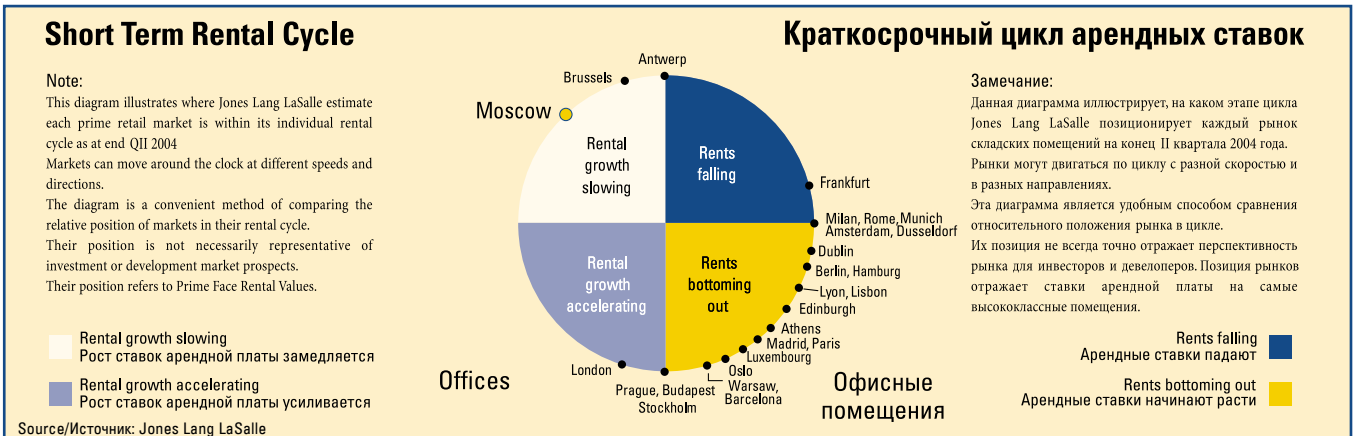 Short Term Rental Cycle
Краткосрочный цикл арендных ставок
Note:
This diagram illustrates where Jones Lang LaSalle estimate
each prime retail market is within its individual rental
cycle as at end QII 2004
Markets can move around the clock at different speeds and
directions.
The diagram is a convenient method of comparing the
relative position of markets in their rental cycle.
Their position is not necessarily representative of
investment or development market prospects.
Their position refers to Prime Face Rental Values.
Rental growth slowing
Рост ставок арендной платы замедляется
Rental growth accelerating
Рост ставок арендной платы усиливается
Source/Источник: Jones Lang LaSalle
Antwerp
Brussels
Moscow
Rental
growth
slowing
Rents
falling
Frankfurt
Milan, Rome, Munich
Amsterdam, Dusseldorf
Dublin
Berlin, Hamburg
Lyon, Lisbon
Edinburgh
Athens
Madrid, Paris
Luxembourg
Oslo
Warsaw,
Barcelona
Rental
growth
accelerating
Rents
bottoming
out
London
Prague, Budapest
Stockholm
Offices
Офисные
помещения
Замечание:
Данная диаграмма иллюстрирует, на каком этапе цикла
Jones Lang LaSalle позиционирует каждый рынок
складских помещений на конец II квартала 2004 года.
Рынки могут двигаться по циклу с разной скоростью и
в разных направлениях.
Эта диаграмма является удобным способом сравнения
относительного положения рынка в цикле.
Их позиция не всегда точно отражает перспективность
рынка для инвесторов и девелоперов. Позиция рынков
отражает ставки арендной платы на самые
высококлассные помещения.
Rents falling
Арендные ставки падают
Rents bottoming out
Арендные ставки начинают расти